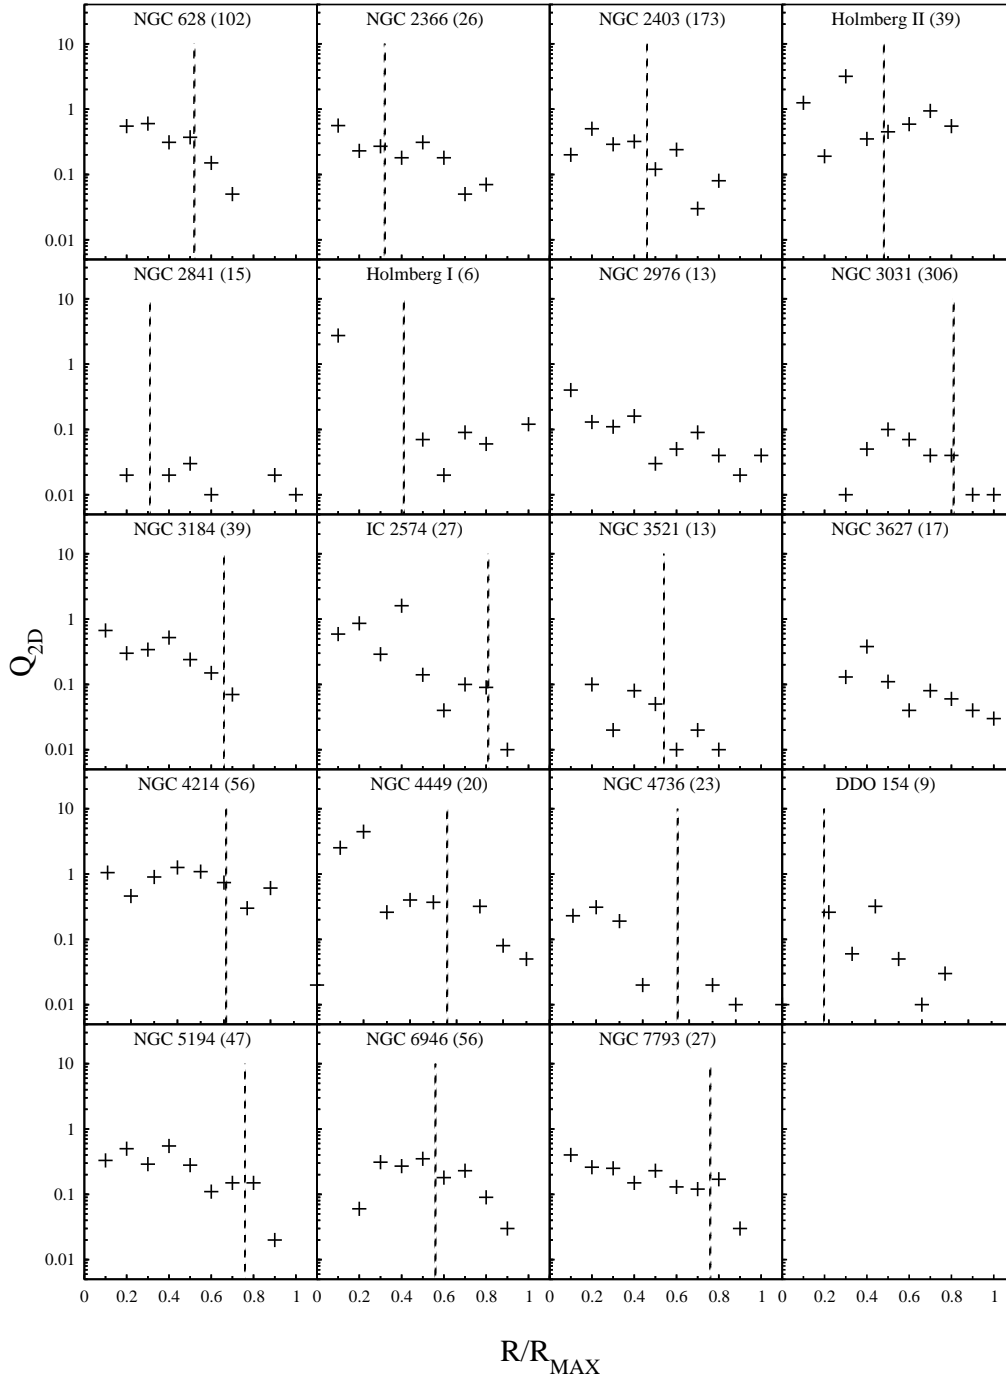 NGC 628 (102) NGC 2366 (26) NGC 2403 (173) Holmberg II (39)
10
1
0.1
0.01
NGC 2841 (15) Holmberg I (6) NGC 2976 (13) NGC 3031 (306)
10
1
0.1
0.01
NGC 3184 (39) IC 2574 (27) NGC 3521 (13) NGC 3627 (17)
10
1
0.1
0.01
Q2D
NGC 4214 (56) NGC 4449 (20) NGC 4736 (23) DDO 154 (9)
10
1
0.1
0.01
NGC 5194 (47) NGC 6946 (56) NGC 7793 (27)
10
1
0.1
0.01
0 0.2 0.4 0.6 0.8 1 0 0.2 0.4 0.6 0.8 1 0 0.2 0.4 0.6 0.8 1 0 0.2 0.4 0.6 0.8 1
R/RMAX